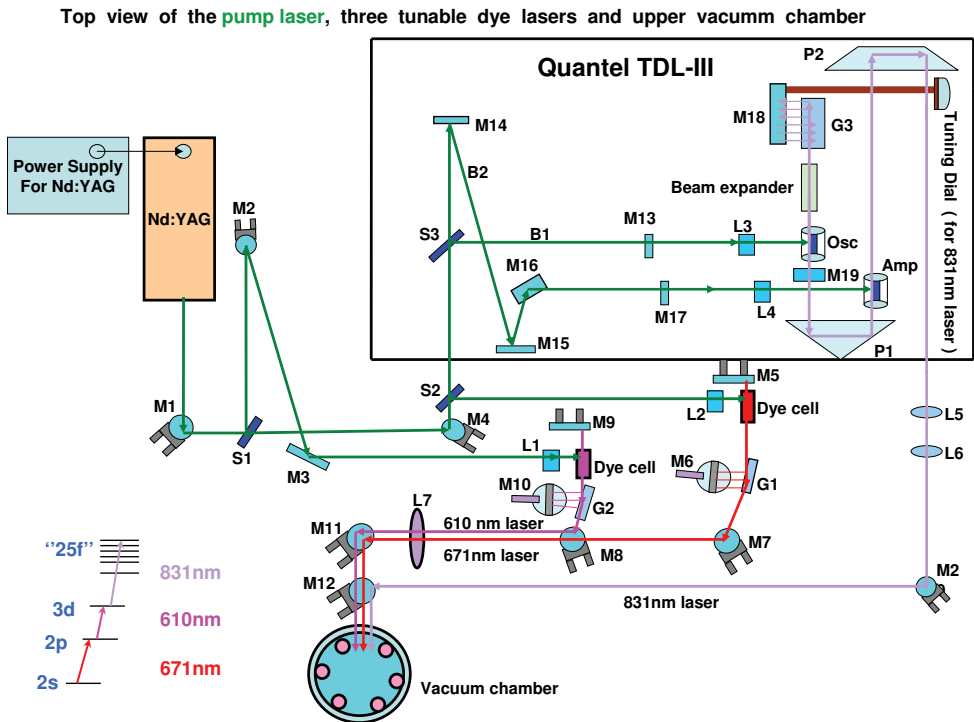 Top view of the pump laser, three tunable dye lasers and upper vacumm chamber
Quantel TDL-III
P2
M14
M18
G3
Tuning Dial ( for 831nm laser )
Power Supply
For Nd:YAG
Nd:YAG
B2
Beam expander
M2
S3
B1
M13
L3
Osc
M16
M19
Amp
M17
L4
M15
P1
S2
M5
M1
S1
M4
L2
Dye cell
L5
M9
M3
L1
Dye cell
M6
G1
L6
M10
G2
L7
610 nm laser
M11
671nm laser
M8
M7
M12
831nm laser
M2
‘‘25f’’
831nm
3d
610nm
2p
671nm
2s
Vacuum chamber